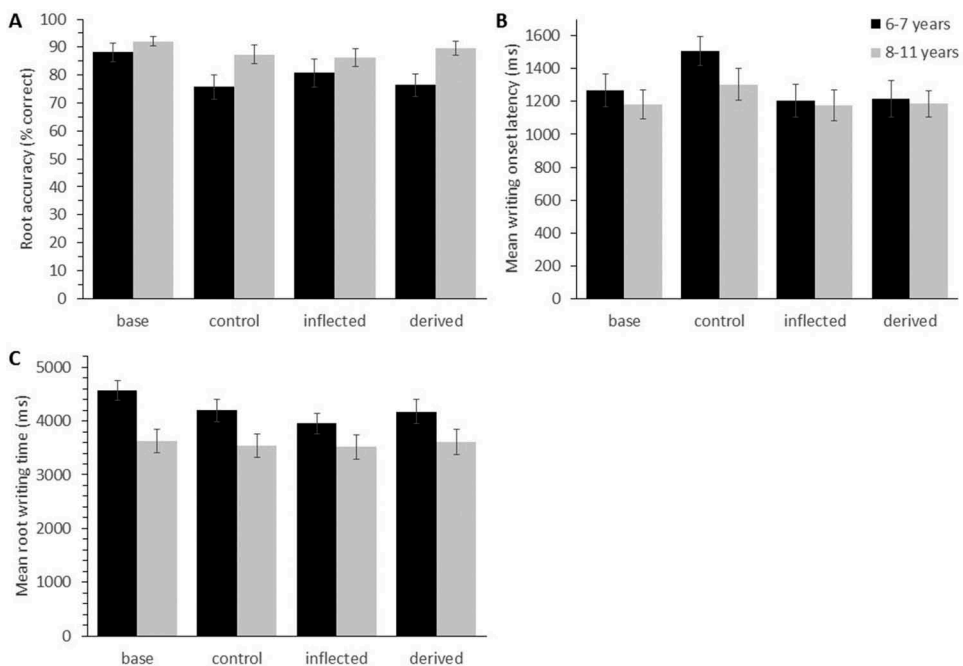 A
Root accuracy (% correct)
100
90
80
70
60
50
40
30
20
10
0
base control inflected derived
B
Mean writing onset latency (ms)
1600
1400
1200
1000
800
600
400
200
0
base control inflected derived
6-7 years
8-11 years
C
Mean root writing time (ms)
5000
4000
3000
2000
1000
0
base control inflected derived